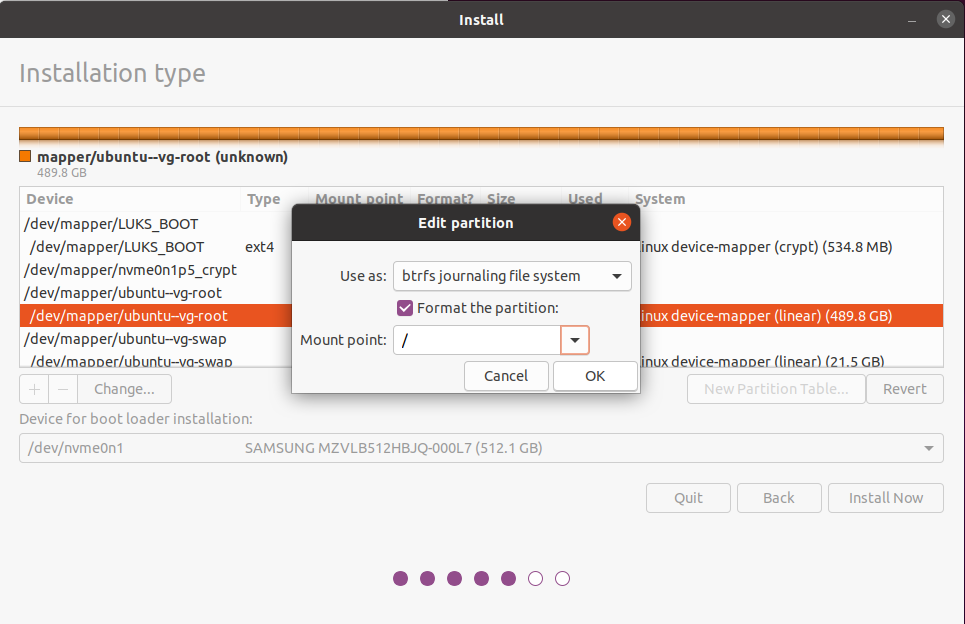 Install
Installation type
mapper/ubuntu--vg-root (unknown)
489.8 GB
Device Type Mount point Format? Size Used System
/dev/mapper/LUKS_BOOT
/dev/mapper/LUKS_BOOT ext4 inux device-mapper (crypt) (534.8 MB)
/dev/mapper/nvme0n1p5_crypt
/dev/mapper/ubuntu--vg-root
/dev/mapper/ubuntu--vg-root inux device-mapper (linear) (489.8 GB)
/dev/mapper/ubuntu--vg-swap
/dev/mapper/ubuntu--vg-swap inux device-mapper (linear) (21.5 GB)
Edit partition
Use as: btrfs journaling file system
Format the partition:
Mount point: /
Cancel OK
+ − Change... New Partition Table... Revert
Device for boot loader installation:
/dev/nvme0n1 SAMSUNG MZVLB512HBJQ-000L7 (512.1 GB)
Quit Back Install Now